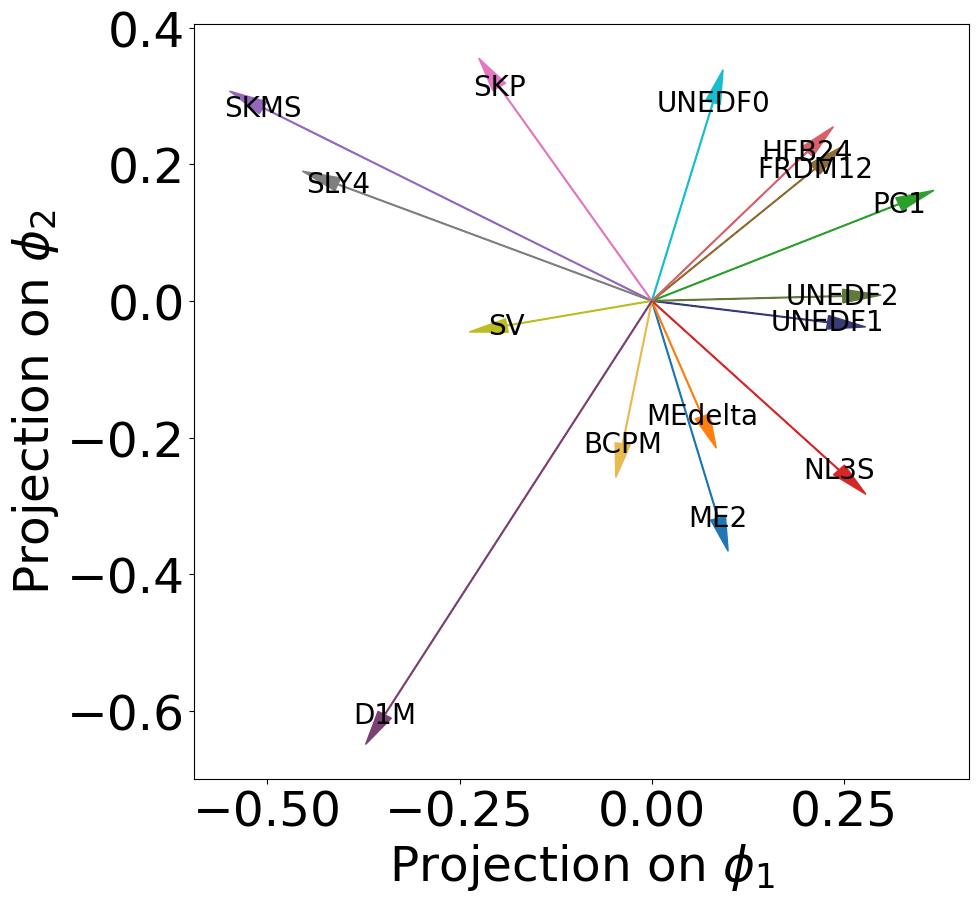 0.4
0.2
0.0
−0.2
−0.4
−0.6
Projection on ϕ2
SKMS
SKP
UNEDF0
SLY4
HFB24
FRDM12
PC1
UNEDF2
UNEDF1
SV
MEdelta
BCPM
NL3S
ME2
D1M
−0.50
−0.25
0.00
0.25
Projection on ϕ1